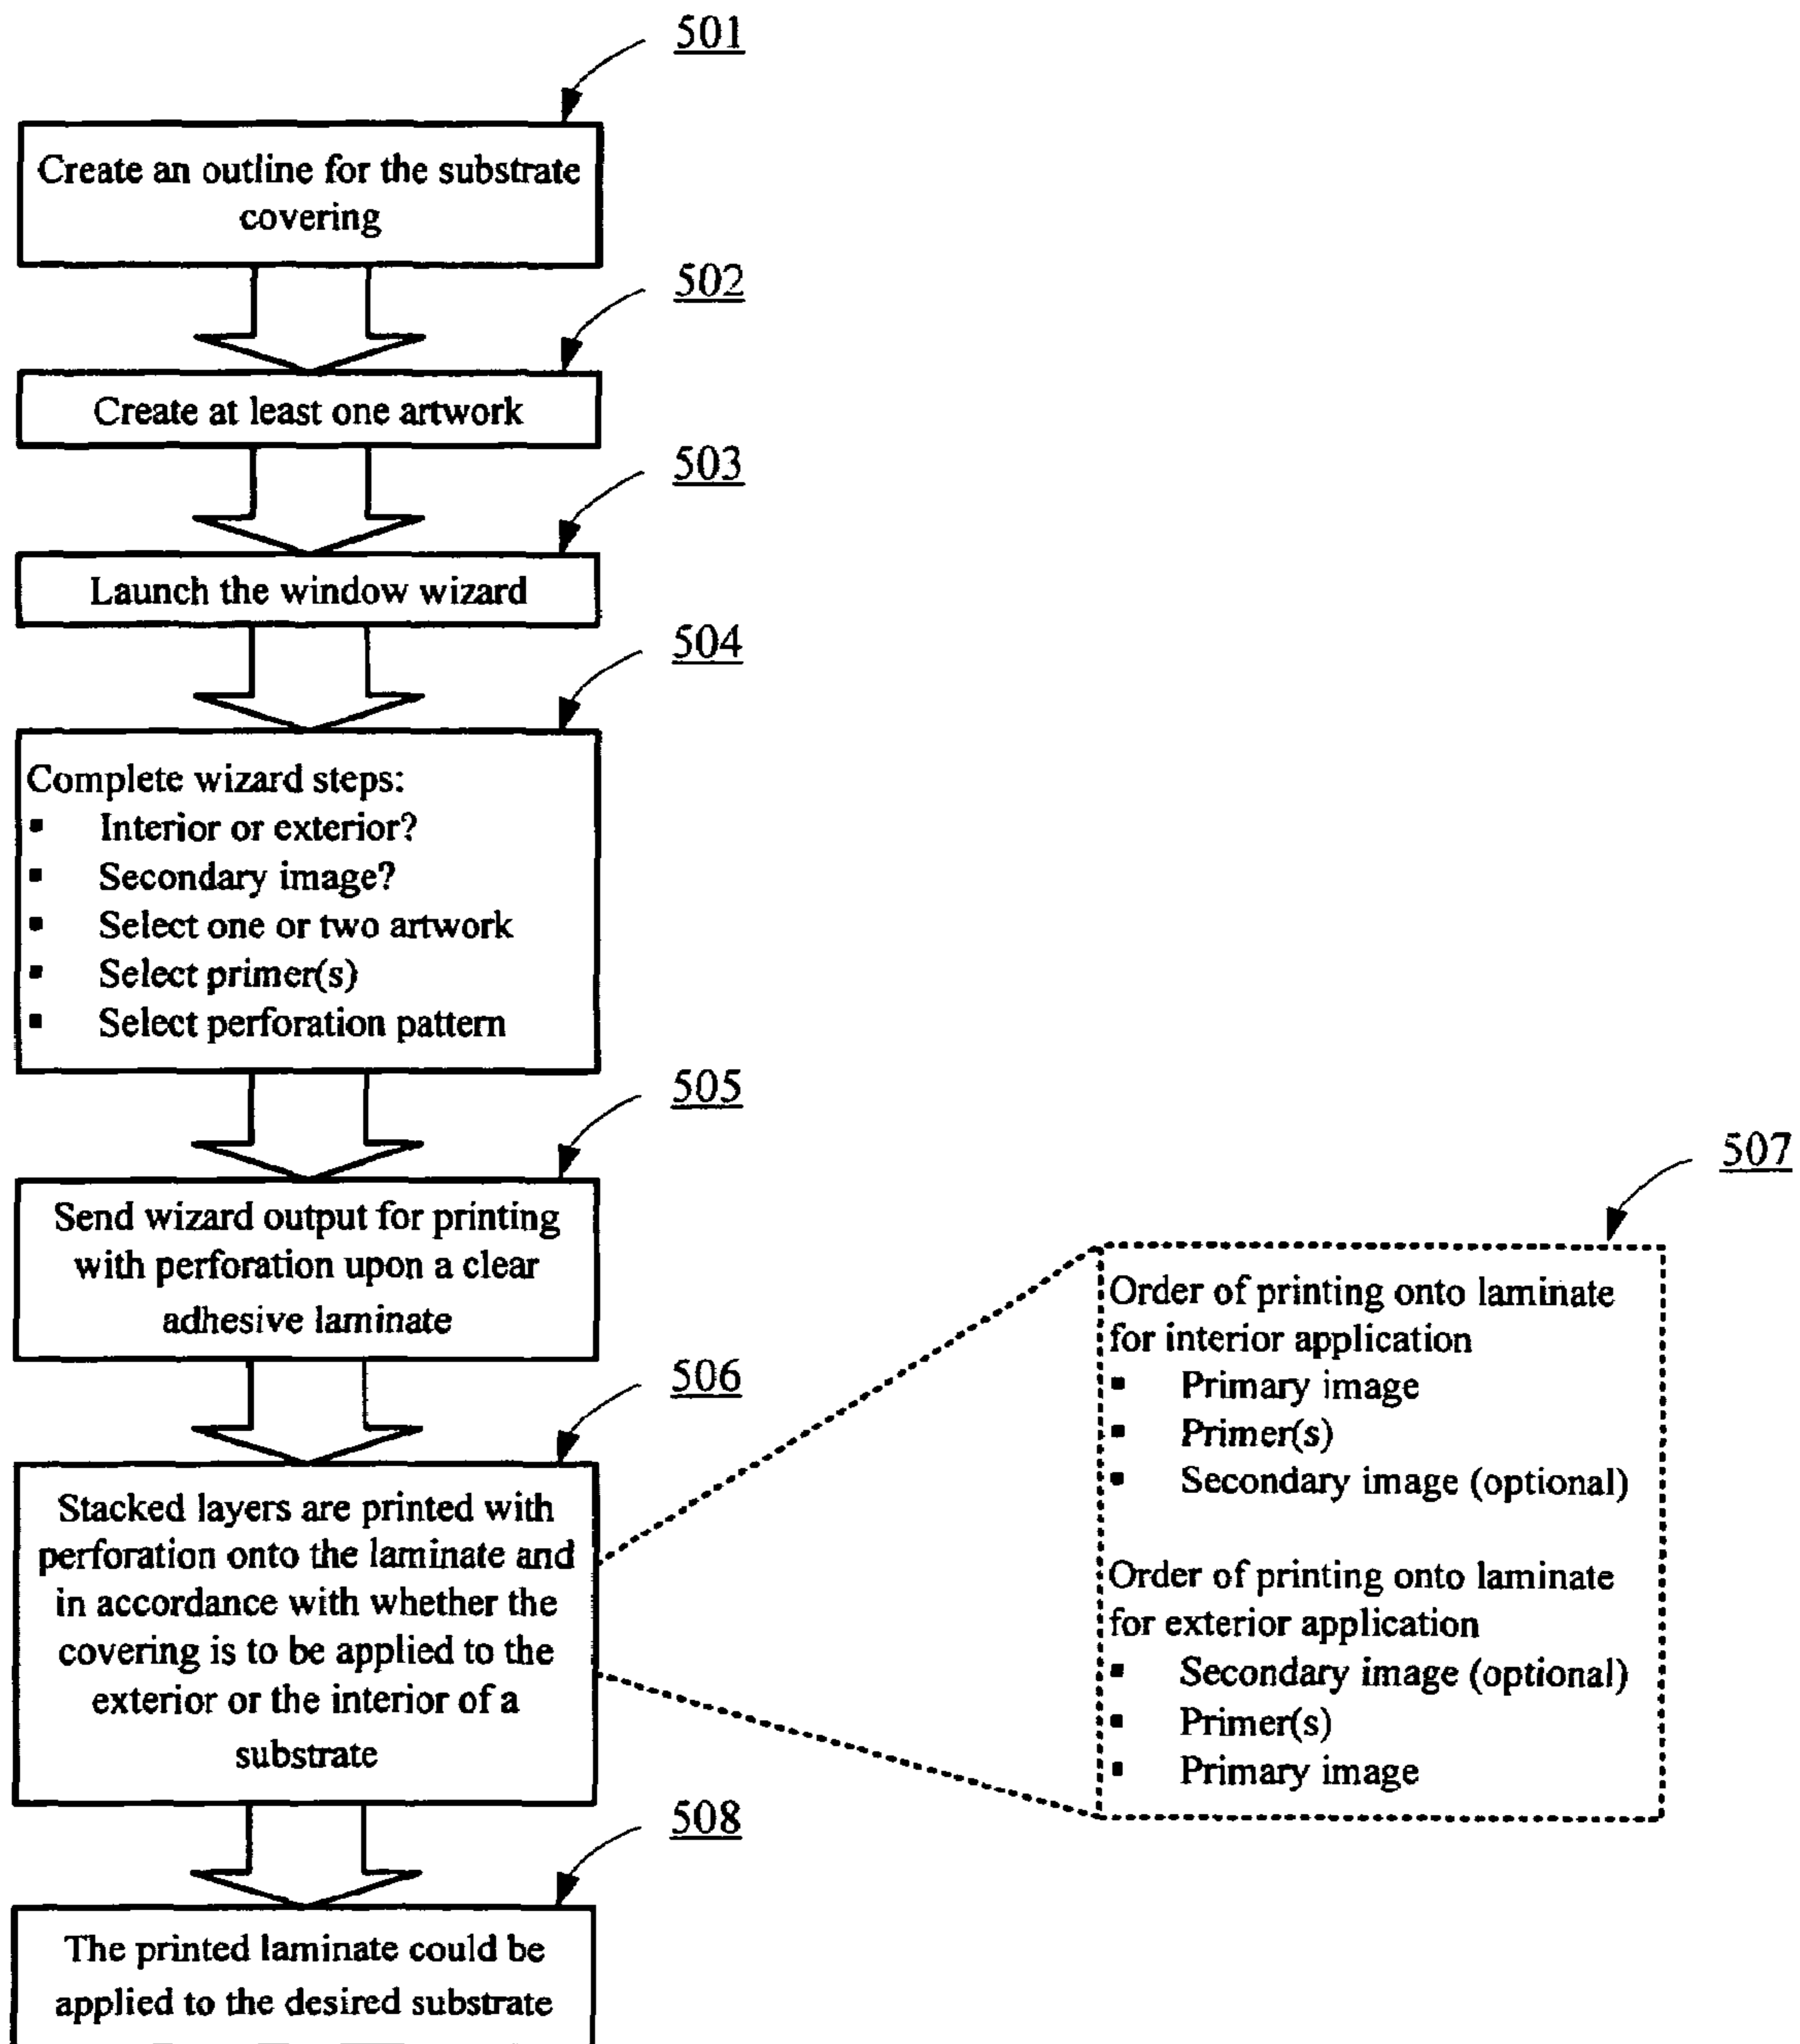 501
Create an outline for the substrate
covering
502
Create at least one artwork
503
Launch the window wizard
504
Complete wizard steps:
▪ Interior or exterior?
▪ Secondary image?
▪ Select one or two artwork
▪ Select primer(s)
▪ Select perforation pattern
505
Send wizard output for printing
with perforation upon a clear
adhesive laminate
506
Stacked layers are printed with
perforation onto the laminate and
in accordance with whether the
covering is to be applied to the
exterior or the interior of a
substrate
507
Order of printing onto laminate
for interior application
▪ Primary image
▪ Primer(s)
▪ Secondary image (optional)
Order of printing onto laminate
for exterior application
▪ Secondary image (optional)
▪ Primer(s)
▪ Primary image
508
The printed laminate could be
applied to the desired substrate